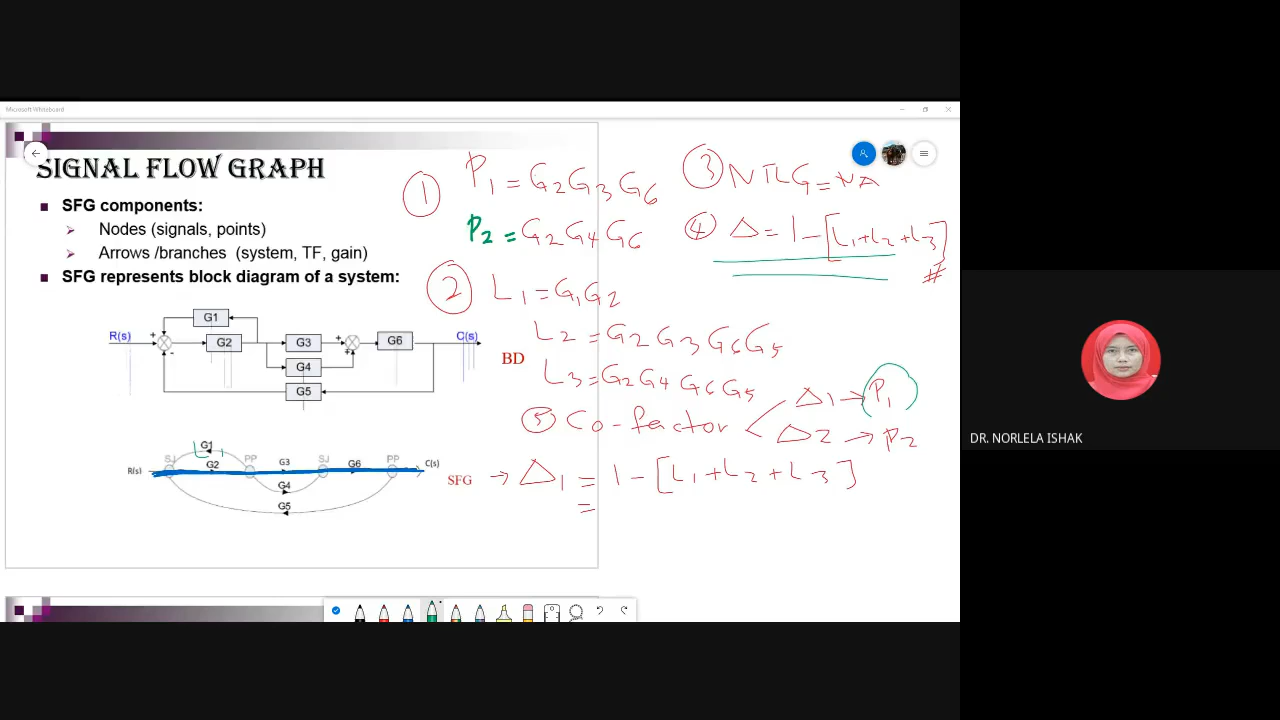 Microsoft Whiteboard
SIGNAL FLOW GRAPH
SFG components:
Nodes (signals, points)
Arrows /branches (system, TF, gain)
SFG represents block diagram of a system:
G1
R(s) + G2 G3 + G6 C(s)
- +
G4
BD
G5
G1
SJ G2 PP G3 SJ G6 PP
R(s) C(s)
G4 SFG
G5
① P1 = G2G3G6
P2 = G2G4G6
② L1 = G1G2
L2 = G2G3G6G5
L3 = G2G4G6G5
③ NTLG = NA
④ Δ = 1 - [L1+L2+L3]
#
⑤ Co-factor
Δ1 → P1
Δ2 → P2
→ Δ1 = 1 - [L1+L2+L3]
=
DR. NORLELA ISHAK